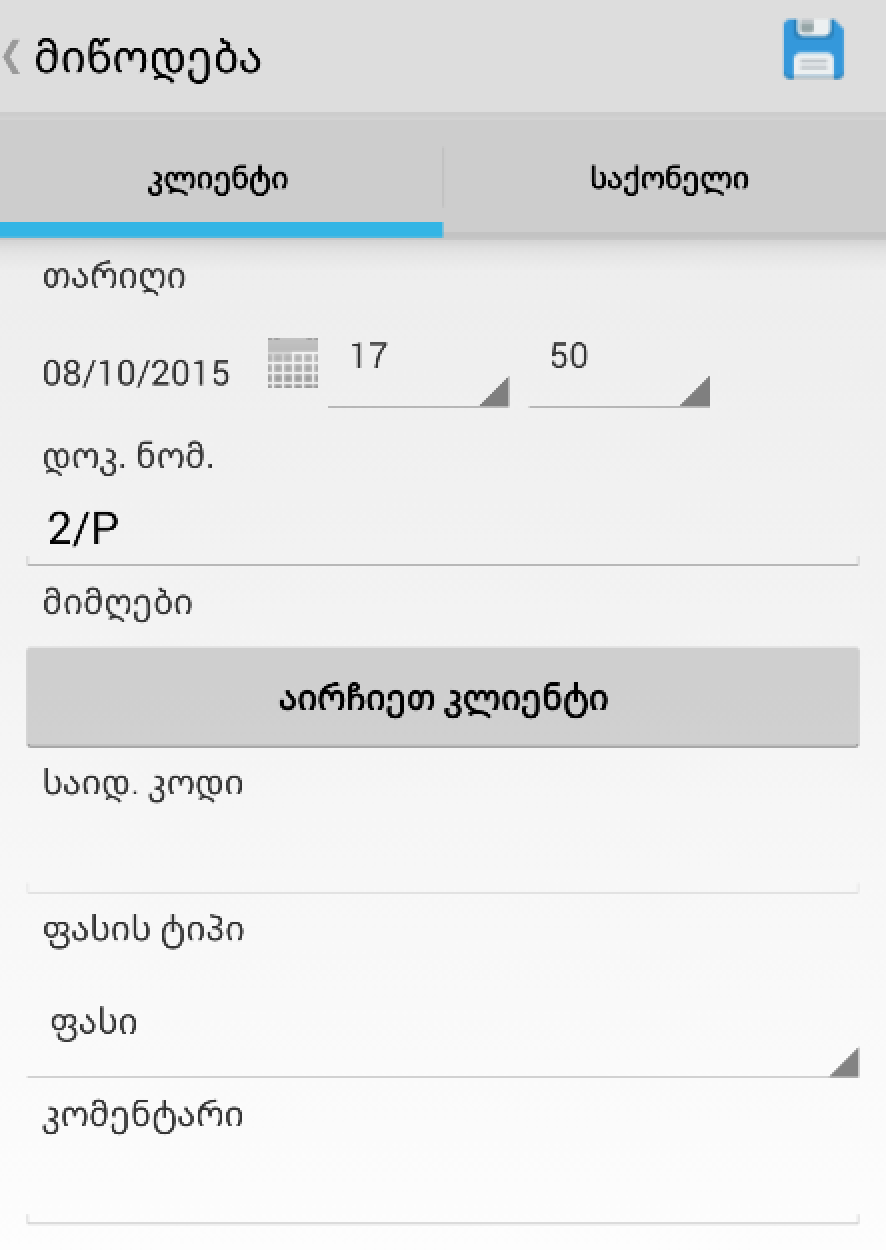 მიწოდება
კლიენტი საქონელი
თარიღი
08/10/2015 17 50
დოკ. ნომ.
2/P
მიმღები
აირჩიეთ კლიენტი
საიდ. კოდი
ფასის ტიპი
ფასი
კომენტარი